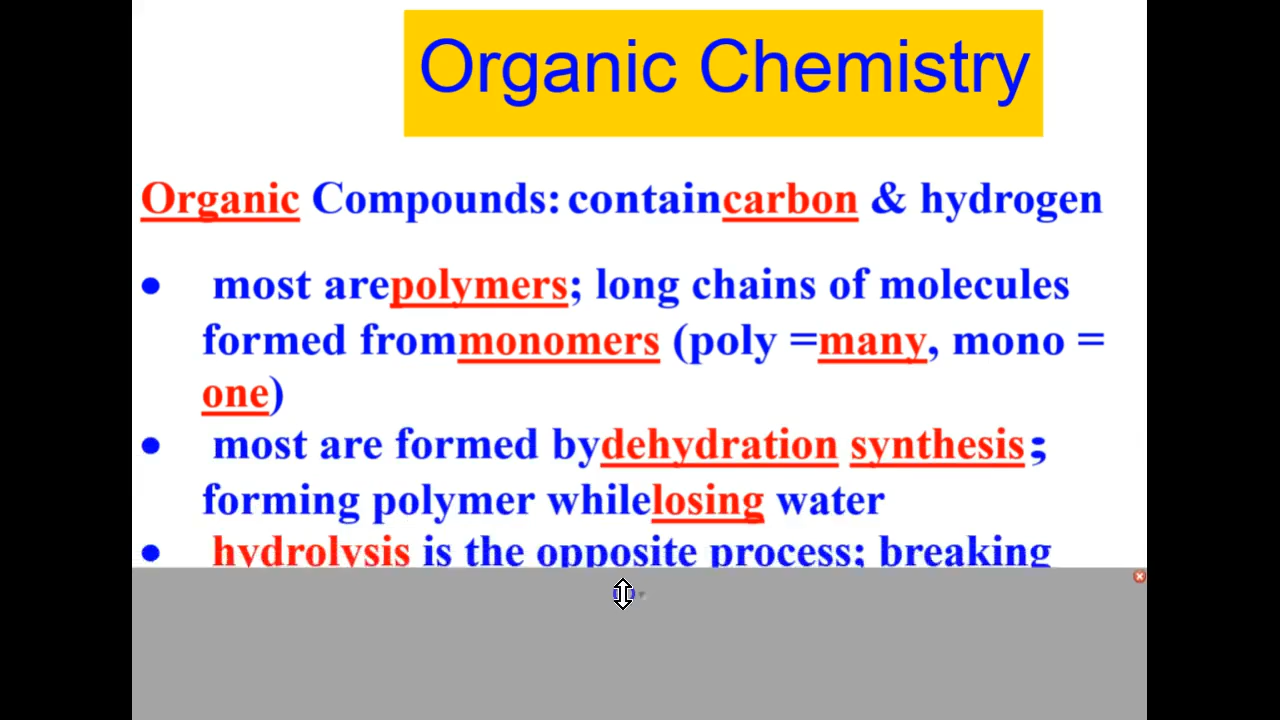 Organic Chemistry
Organic Compounds: contain carbon & hydrogen
• most are polymers; long chains of molecules
formed from monomers (poly = many, mono =
one)
• most are formed by dehydration synthesis;
forming polymer while losing water
• hydrolysis is the opposite process; breaking